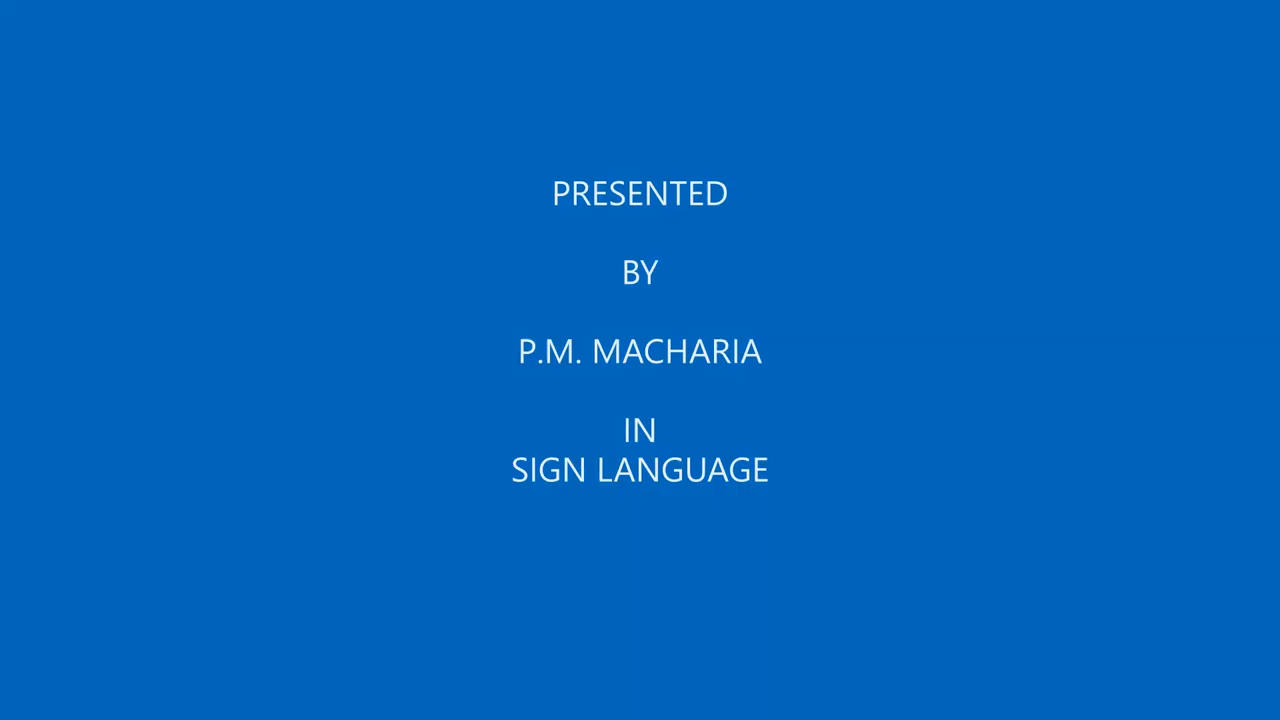 PRESENTED
BY
P.M. MACHARIA
IN
SIGN LANGUAGE